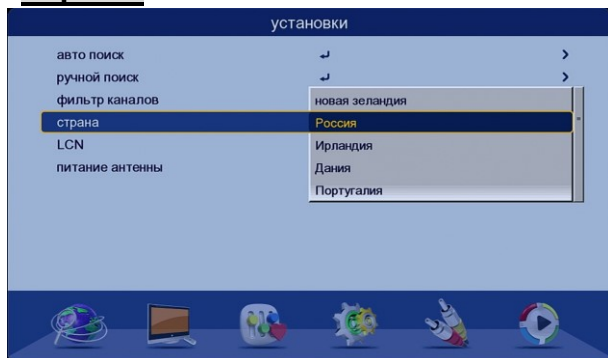 установки
авто поиск
ручной поиск
фильтр каналов
новая зеландия
страна
Россия
LCN
Ирландия
питание антенны
Дания
Португалия